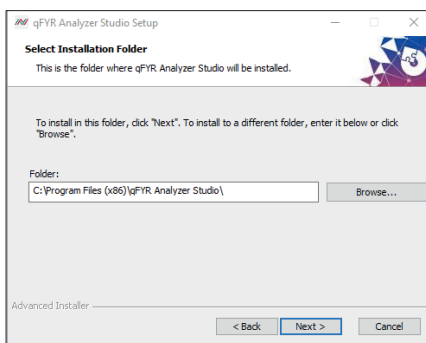 qFYR Analyzer Studio Setup
Select Installation Folder
This is the folder where qFYR Analyzer Studio will be installed.
To install in this folder, click "Next". To install to a different folder, enter it below or click
"Browse".
Folder:
C:\Program Files (x86)\qFYR Analyzer Studio\
Browse...
Advanced Installer
< Back
Next >
Cancel